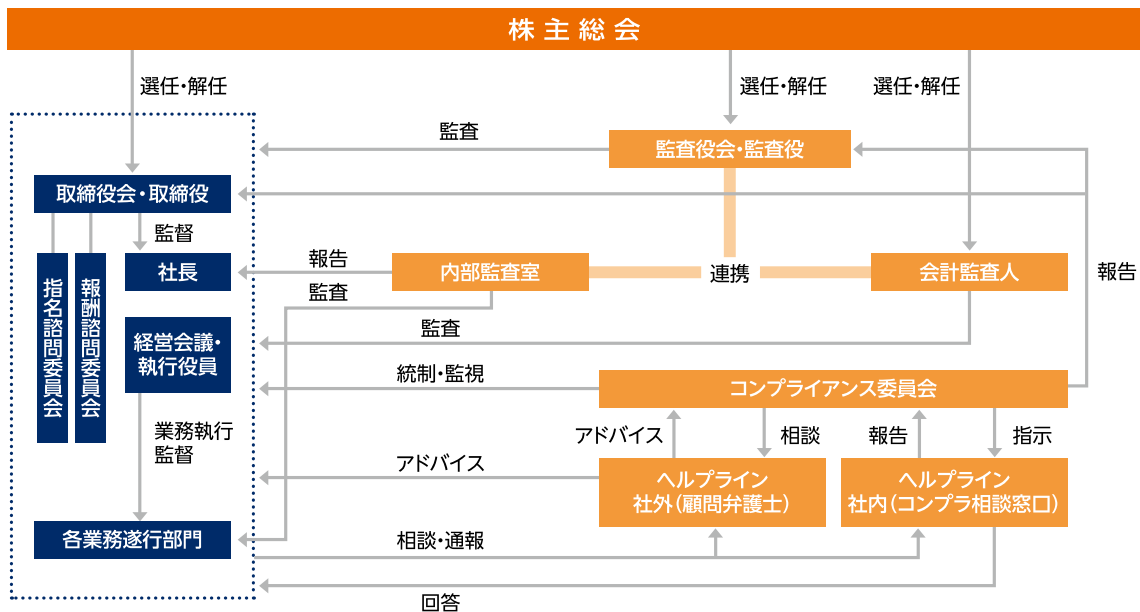 株主総会
選任・解任
選任・解任
選任・解任
監査
監査役会・監査役
取締役会・取締役
監督
社長
報告
内部監査室
連携
会計監査人
報告
監査
指名諮問委員会
報酬諮問委員会
経営会議・
執行役員
監査
統制・監視
コンプライアンス委員会
業務執行
監督
アドバイス
相談
報告
指示
アドバイス
ヘルプライン
社外(顧問弁護士)
ヘルプライン
社内(コンプラ相談窓口)
各業務遂行部門
相談・通報
回答